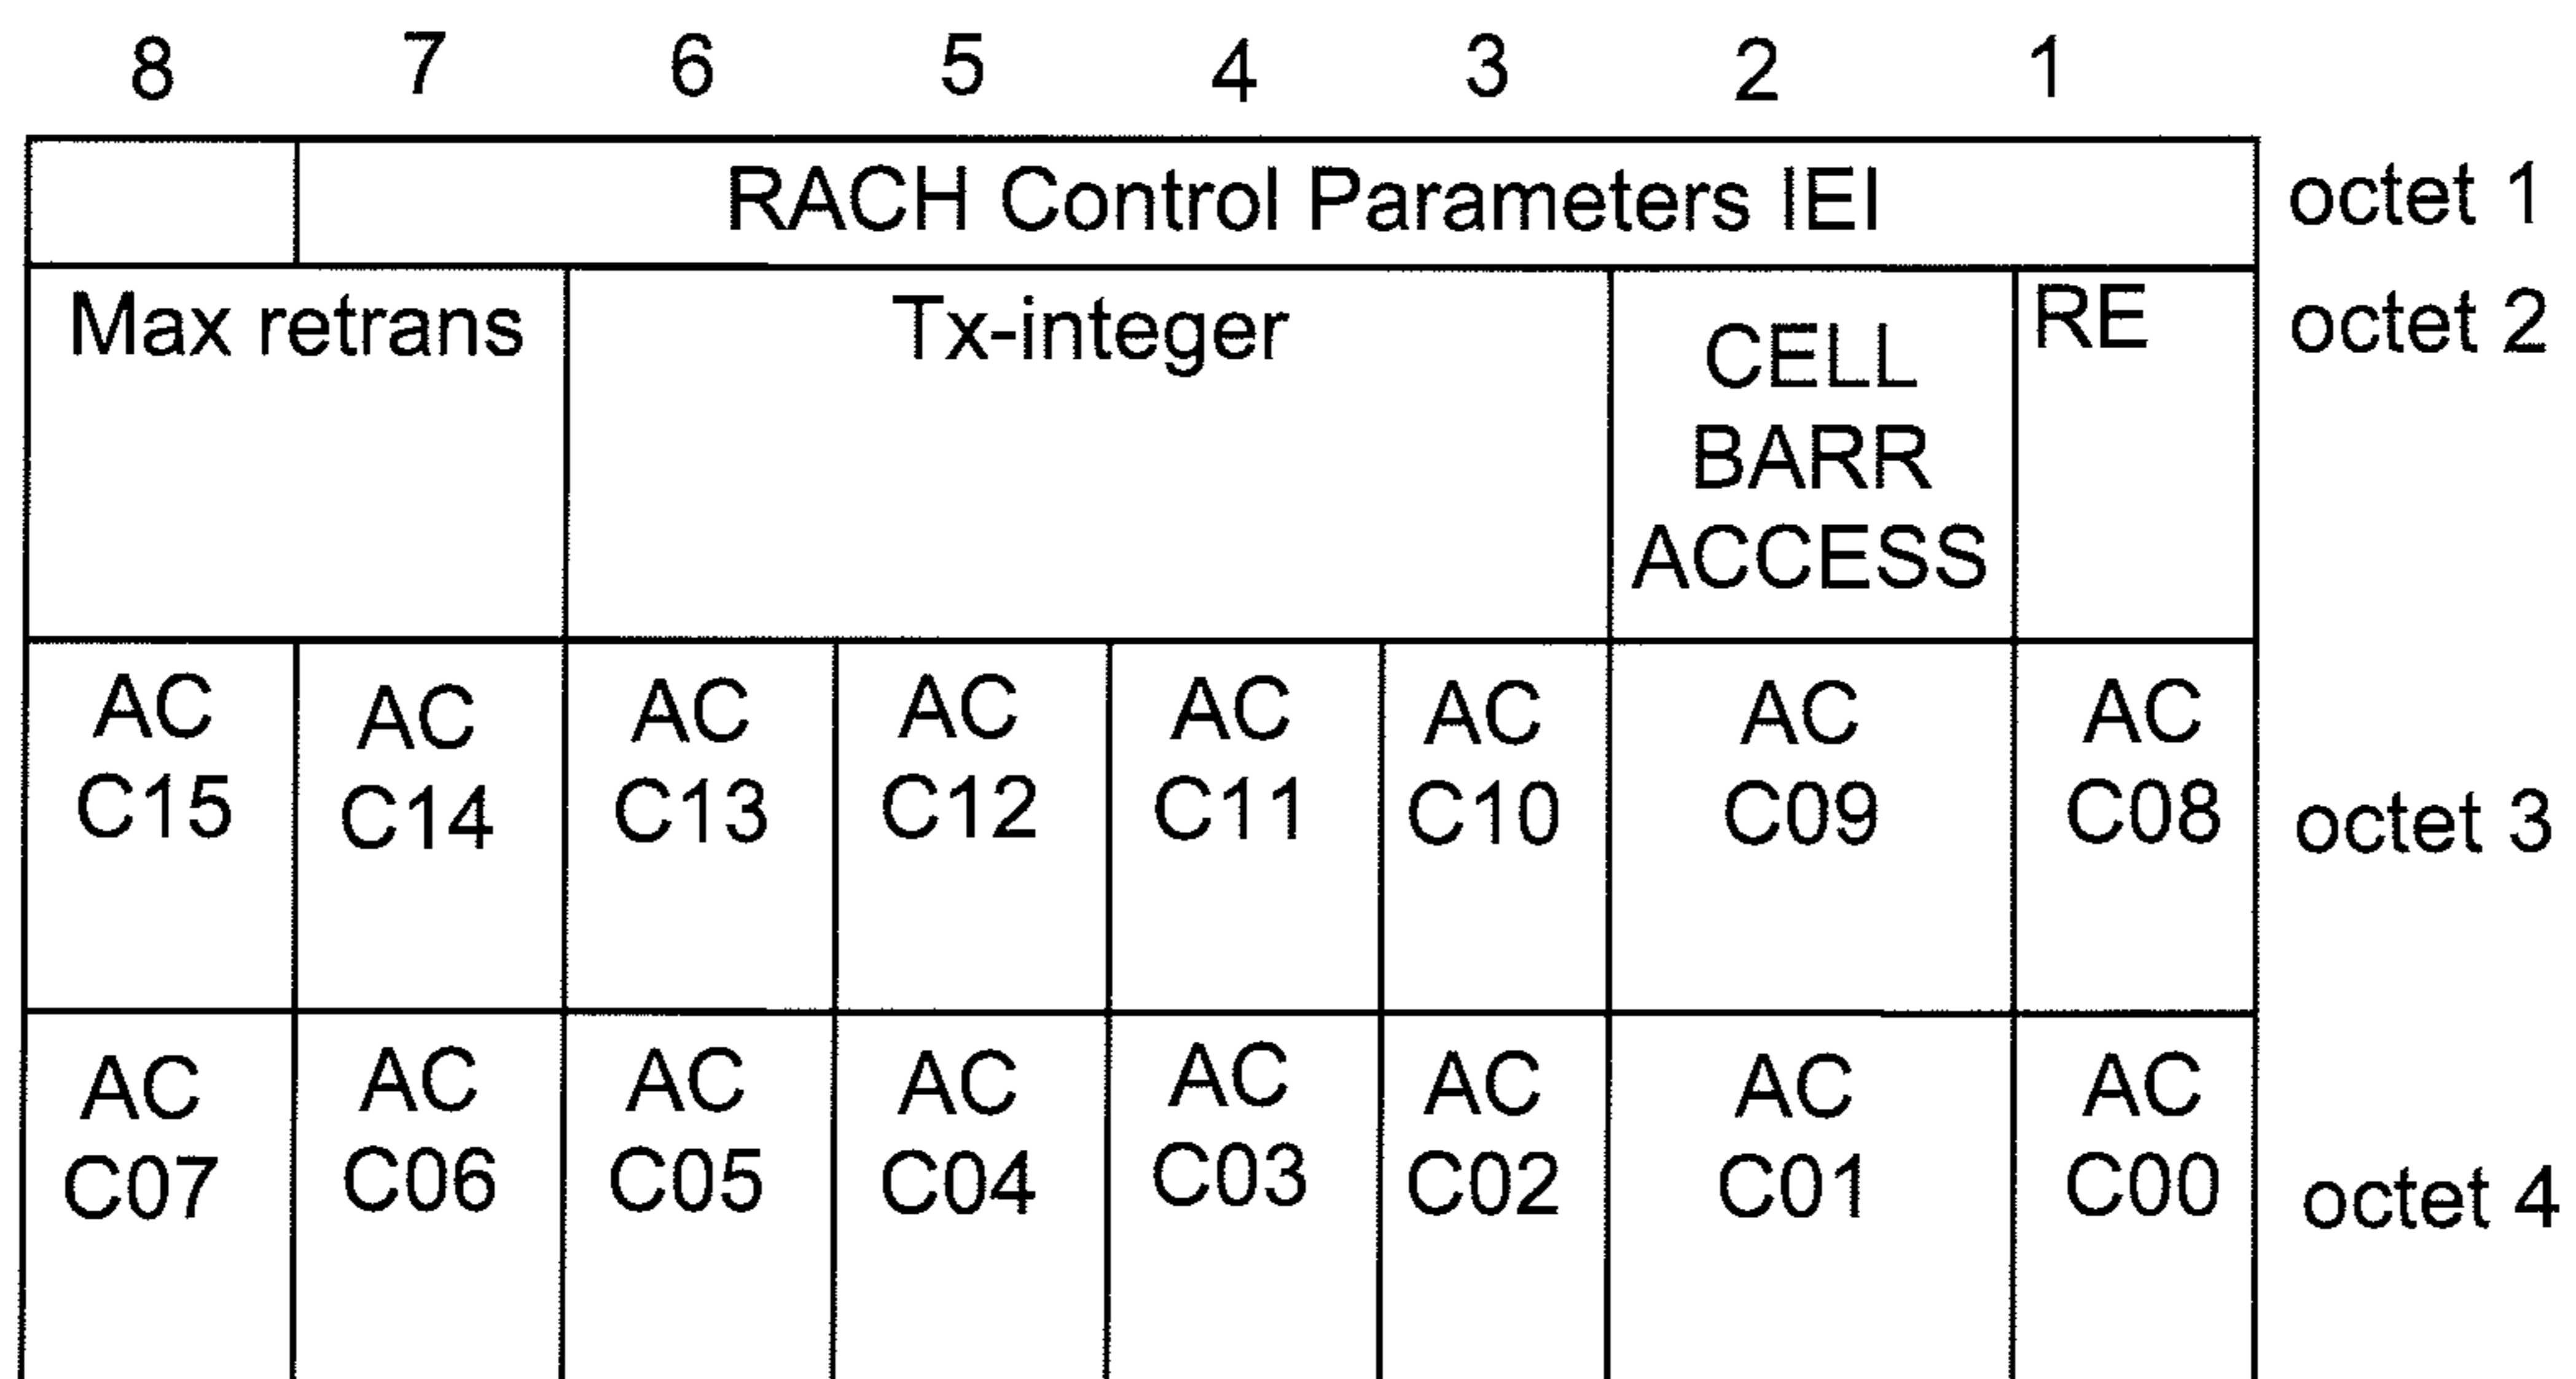 8 7 6 5 4 3 2 1
RACH Control Parameters IEI octet 1
Max retrans Tx-integer CELL BARR ACCESS RE octet 2
AC AC AC AC AC AC AC AC
C15 C14 C13 C12 C11 C10 C09 C08 octet 3
AC AC AC AC AC AC AC AC
C07 C06 C05 C04 C03 C02 C01 C00 octet 4